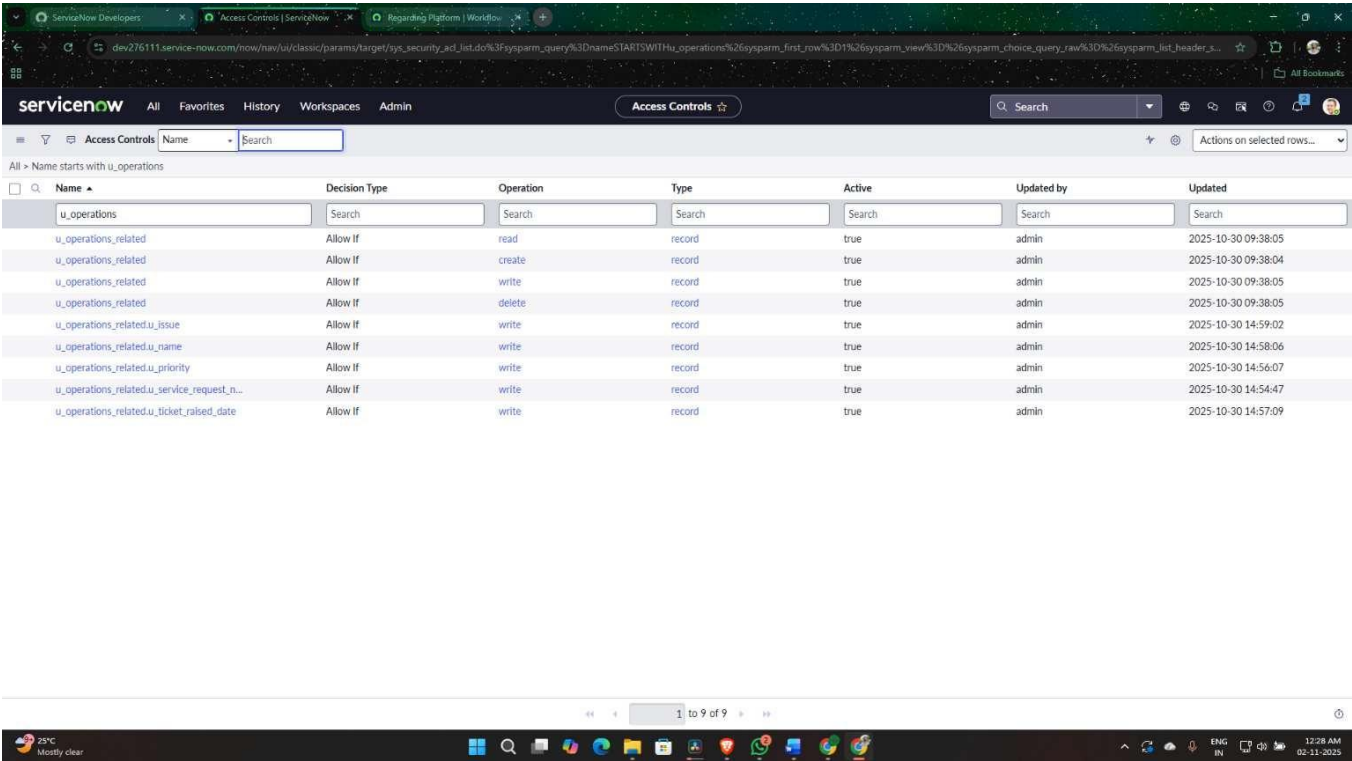 ServiceNow Developers
Access Controls | ServiceNow
Regarding Platform | Workflow
dev276111.service-now.com/now/nav/ui/classic/params/target/sys_security_acl_list.do%3Fsysparm_query%3DnameSTARTSWITHu_operations%26sysparm_first_row%3D1%26sysparm_view%3D%26sysparm_choice_query_raw%3D%26sysparm_list_header_s...
All Bookmarks
servicenow All Favorites History Workspaces Admin Access Controls Search 2
Access Controls Name Search Actions on selected rows...
All > Name starts with u_operations
Name Decision Type Operation Type Active Updated by Updated
u_operations Search Search Search Search Search Search
u_operations_related Allow If read record true admin 2025-10-30 09:38:05
u_operations_related Allow If create record true admin 2025-10-30 09:38:04
u_operations_related Allow If write record true admin 2025-10-30 09:38:05
u_operations_related Allow If delete record true admin 2025-10-30 09:38:05
u_operations_related.u_issue Allow If write record true admin 2025-10-30 14:59:02
u_operations_related.u_name Allow If write record true admin 2025-10-30 14:58:06
u_operations_related.u_priority Allow If write record true admin 2025-10-30 14:56:07
u_operations_related.u_service_request_n... Allow If write record true admin 2025-10-30 14:54:47
u_operations_related.u_ticket_raised_date Allow If write record true admin 2025-10-30 14:57:09
1 to 9 of 9
25°C
Mostly clear
ENG
IN
12:28 AM
02-11-2025